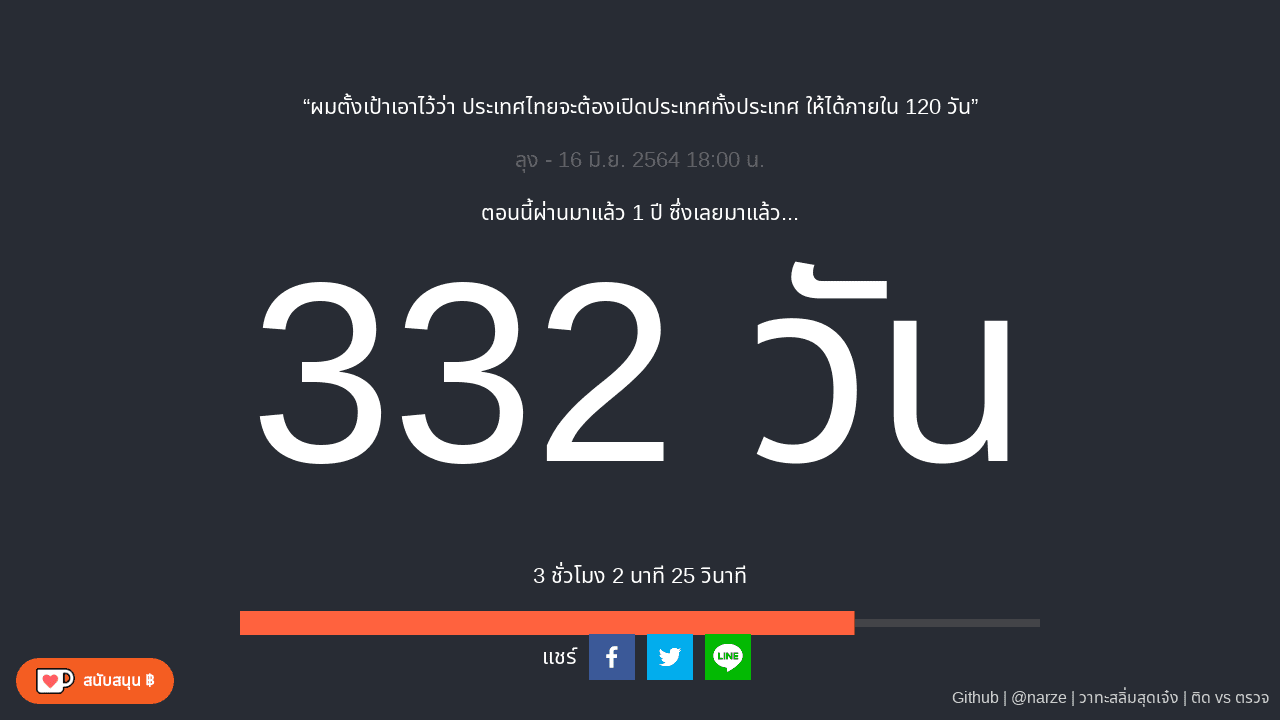 “ผมตั้งเป้าเอาไว้ว่า ประเทศไทยจะต้องเปิดประเทศทั้งประเทศ ให้ได้ภายใน 120 วัน”
ลุง - 16 มิ.ย. 2564 18:00 น.
ตอนนี้ผ่านมาแล้ว 1 ปี ซึ่งเลยมาแล้ว...
332 วัน
3 ชั่วโมง 2 นาที 25 วินาที
แชร์
LINE
สนับสนุน ฿
Github | @narze | วาทะสลิ่มสุดเจ๋ง | ติด vs ตรวจ